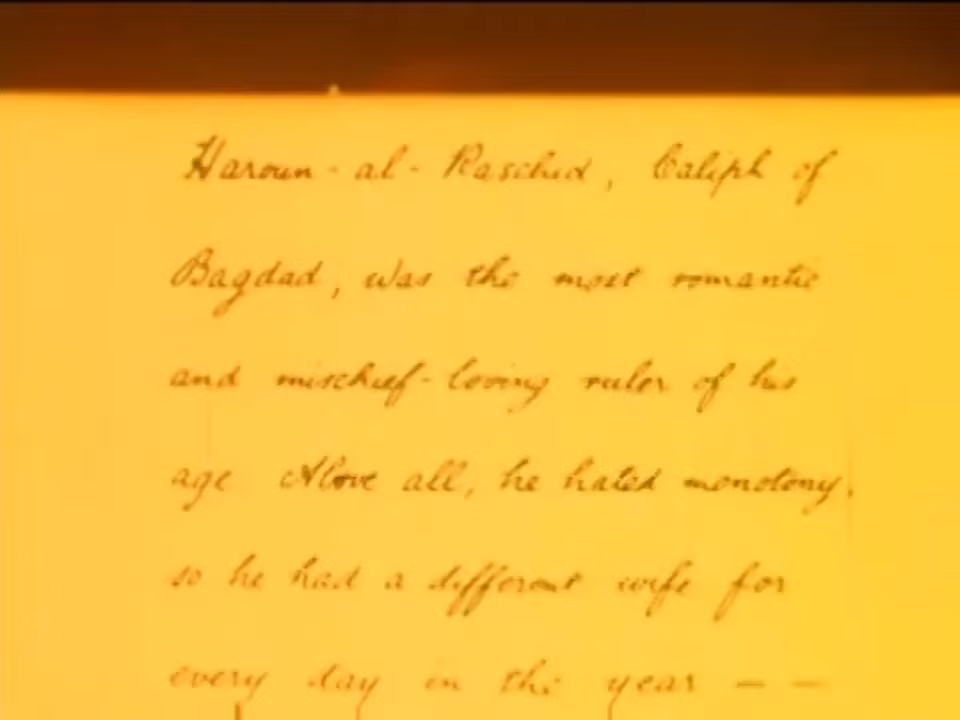 Haroun-al-Raschid, Caliph of
Bagdad, was the most romantic
and mischief-loving ruler of his
age Above all, he hated monotony,
so he had a different wife for
every day in the year — —